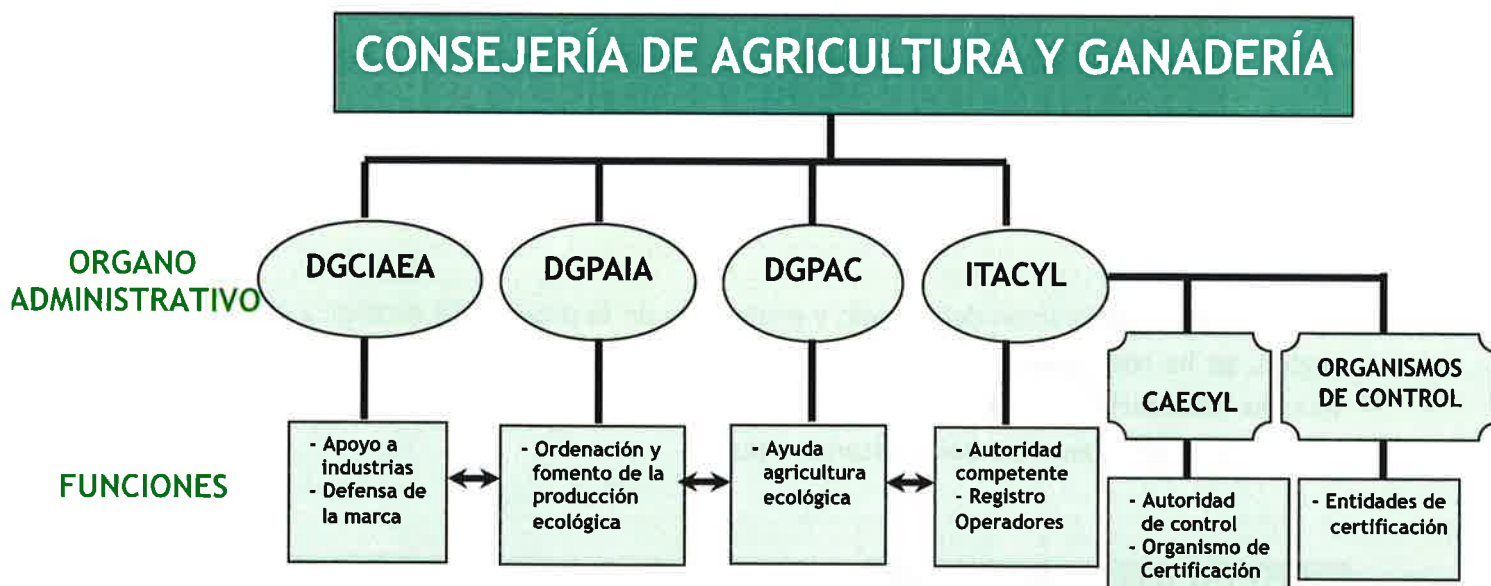 CONSEJERÍA DE AGRICULTURA Y GANADERÍA
ORGANO
ADMINISTRATIVO
DGCIAEA
DGPAIA
DGPAC
ITACYL
CAECYL
ORGANISMOS
DE CONTROL
FUNCIONES
- Apoyo a
industrias
- Defensa de
la marca
- Ordenación y
fomento de la
producción
ecológica
- Ayuda
agricultura
ecológica
- Autoridad
competente
- Registro
Operadores
- Autoridad
de control
- Organismo de
Certificación
- Entidades de
certificación